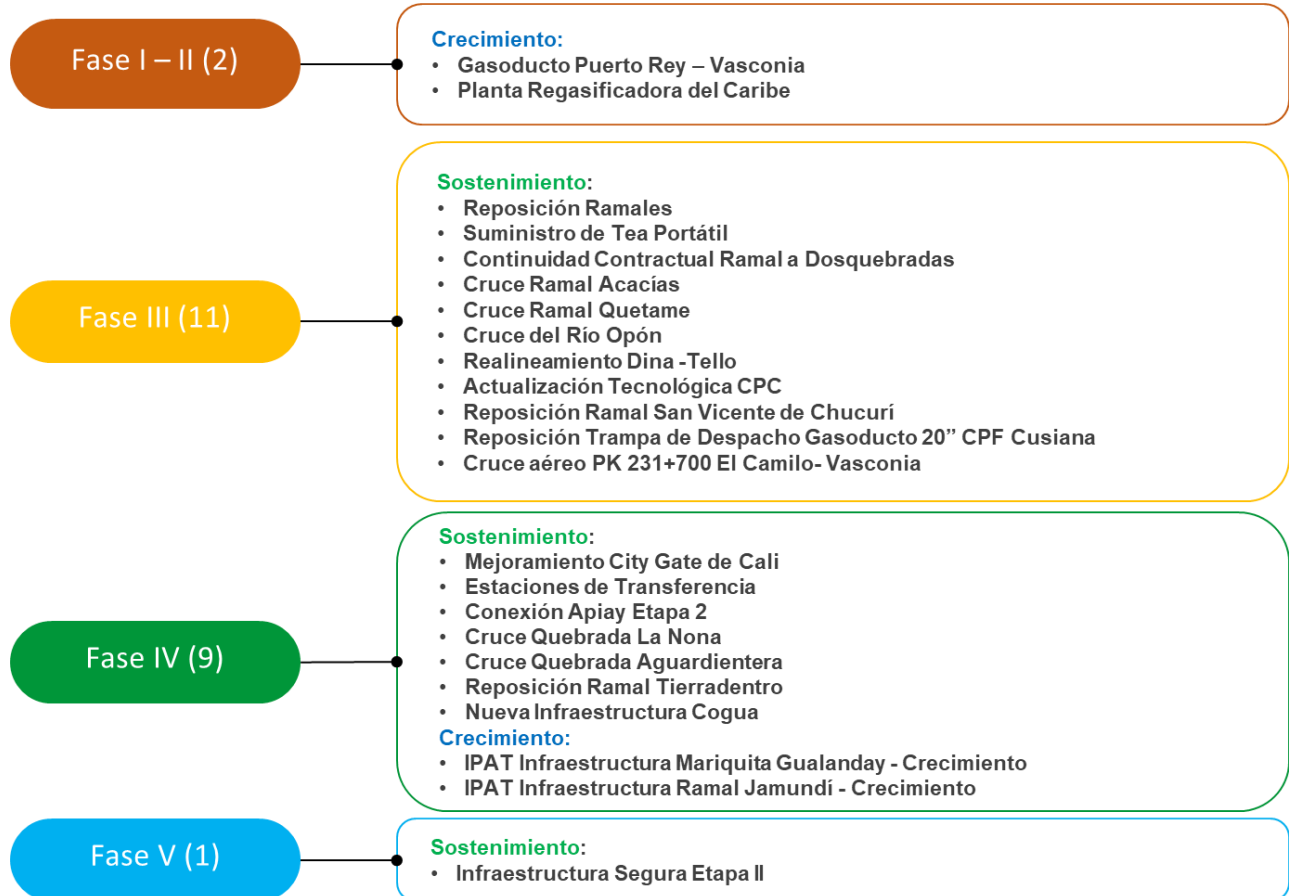 Fase I – II (2)
Crecimiento:
• Gasoducto Puerto Rey – Vasconia
• Planta Regasificadora del Caribe
Fase III (11)
Sostenimiento:
• Reposición Ramales
• Suministro de Tea Portátil
• Continuidad Contractual Ramal a Dosquebradas
• Cruce Ramal Acacías
• Cruce Ramal Quetame
• Cruce del Río Opón
• Realineamiento Dina -Tello
• Actualización Tecnológica CPC
• Reposición Ramal San Vicente de Chucurí
• Reposición Trampa de Despacho Gasoducto 20” CPF Cusiana
• Cruce aéreo PK 231+700 El Camilo- Vasconia
Fase IV (9)
Sostenimiento:
• Mejoramiento City Gate de Cali
• Estaciones de Transferencia
• Conexión Apiay Etapa 2
• Cruce Quebrada La Nona
• Cruce Quebrada Aguardientera
• Reposición Ramal Tierradentro
• Nueva Infraestructura Cogua
Crecimiento:
• IPAT Infraestructura Mariquita Gualanday - Crecimiento
• IPAT Infraestructura Ramal Jamundí - Crecimiento
Fase V (1)
Sostenimiento:
• Infraestructura Segura Etapa II